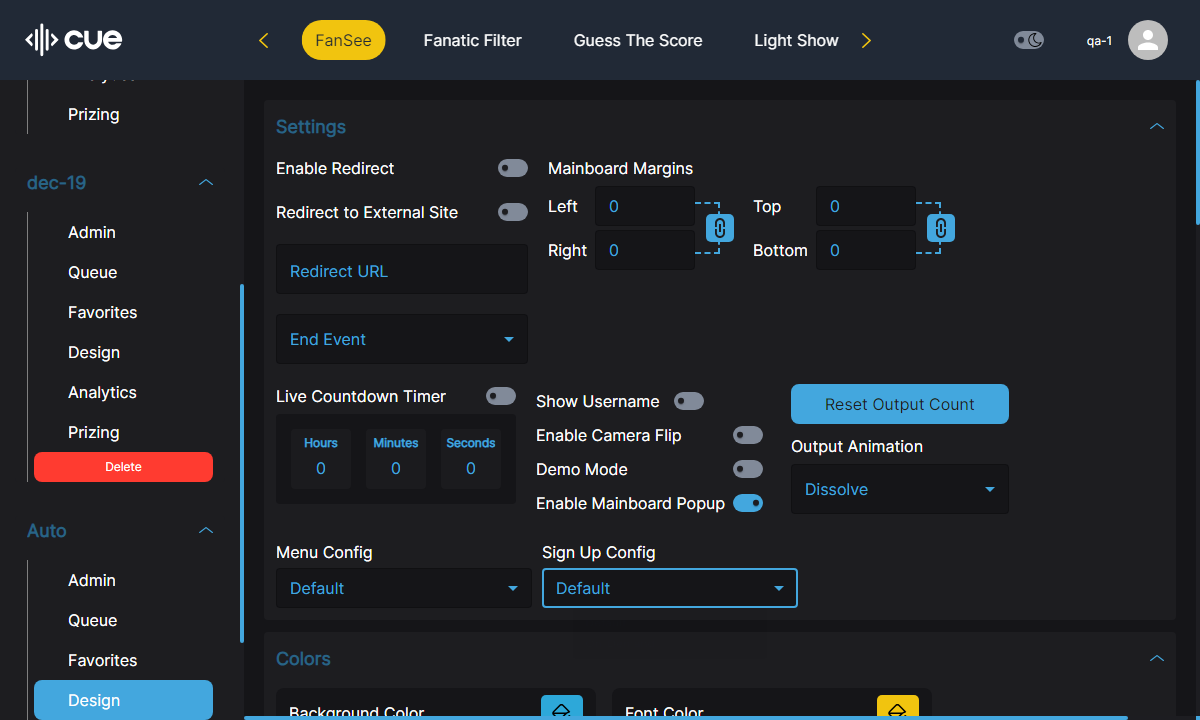 cue
FanSee
Fanatic Filter
Guess The Score
Light Show
qa-1
Prizing
dec-19
Admin
Queue
Favorites
Design
Analytics
Prizing
Delete
Auto
Admin
Queue
Favorites
Design
Settings
Enable Redirect
Redirect to External Site
Redirect URL
End Event
Mainboard Margins
Left 0
Right 0
Top 0
Bottom 0
Live Countdown Timer
Hours Minutes Seconds
0 0 0
Show Username
Enable Camera Flip
Demo Mode
Enable Mainboard Popup
Reset Output Count
Output Animation
Dissolve
Menu Config
Default
Sign Up Config
Default
Colors
Background Color
Font Color